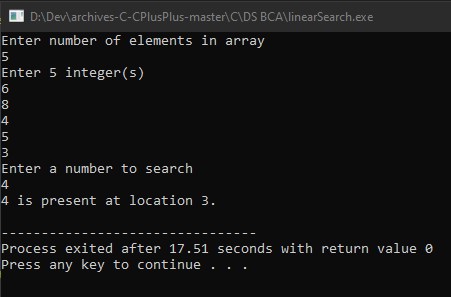 D:\Dev\archives-C-CPlusPlus-master\C\DS BCA\linearSearch.exe
Enter number of elements in array
5
Enter 5 integer(s)
6
8
4
5
3
Enter a number to search
4
4 is present at location 3.
--------------------------------
Process exited after 17.51 seconds with return value 0
Press any key to continue . . .